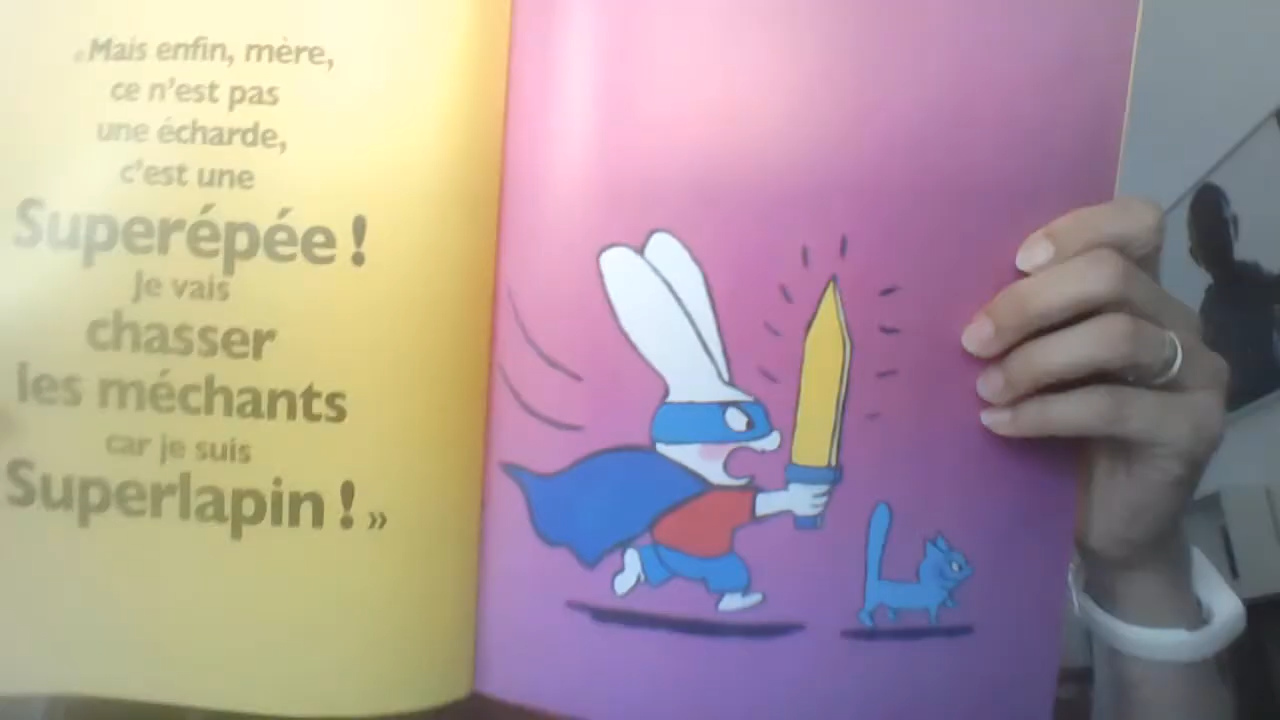 «Mais enfin, mère,
ce n'est pas
une écharde,
c'est une
Superépée !
Je vais
chasser
les méchants
car je suis
Superlapin ! »